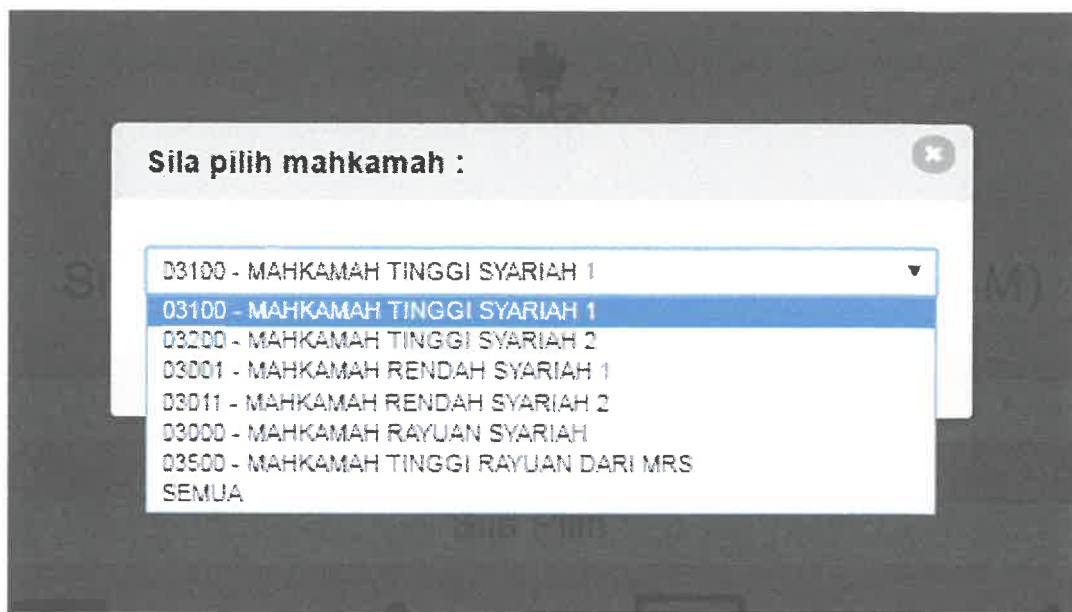 Sila pilih mahkamah :
03100 - MAHKAMAH TINGGI SYARIAH 1
03100 - MAHKAMAH TINGGI SYARIAH 1
03200 - MAHKAMAH TINGGI SYARIAH 2
03001 - MAHKAMAH RENDAH SYARIAH 1
03011 - MAHKAMAH RENDAH SYARIAH 2
03000 - MAHKAMAH RAYUAN SYARIAH
03500 - MAHKAMAH TINGGI RAYUAN DARI MRS
SEMUA